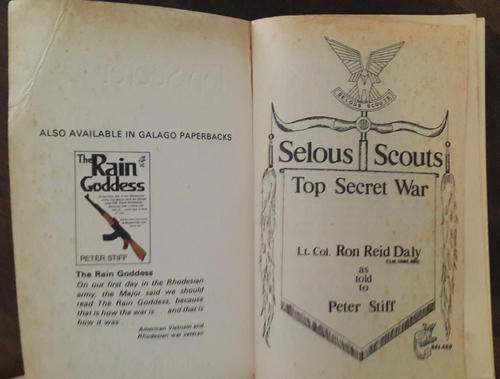 ALSO AVAILABLE IN GALAGO PAPERBACKS
The
Rain
Goddess
PETER STIFF
The Rain Goddess
On our first day in the Rhodesian
army, the Major said we should
read The Rain Goddess, because
that is how the war is . . . and that is
how it was . . .
American Vietnam and
Rhodesian war veteran
SELOUS SCOUTS
Selous Scouts
Top Secret War
Lt. Col. Ron Reid Daly
as
told
to
Peter Stiff
GALAGO